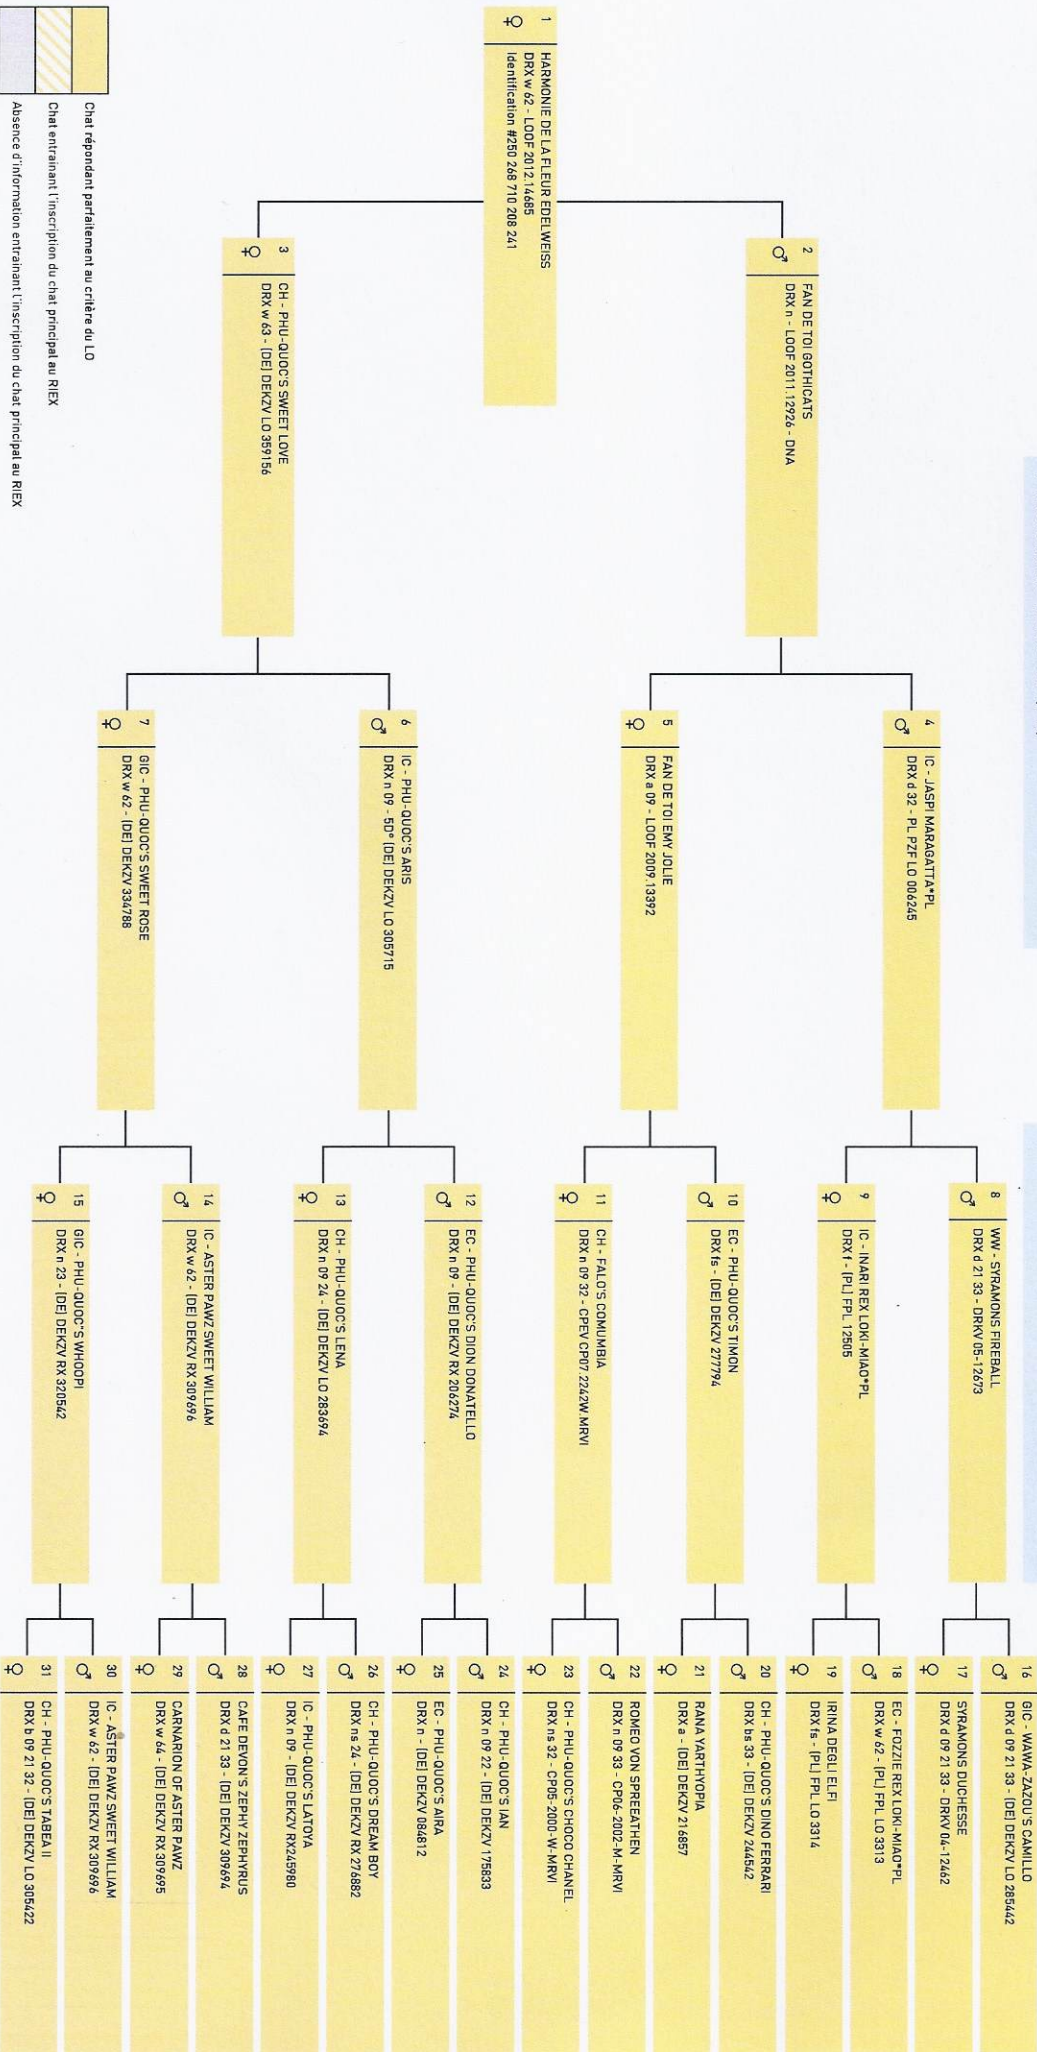 1
HARMONIE DE LA FLEUR EDELWEISS
DRX w 62 - LOOF 2012.14685
Identification #250 268 710 208 241
2
FAN DE TOI GOTHICATS
DRX n - LOOF 2011.12926 - DNA
3
CH - PHU-QUOC'S SWEET LOVE
DRX w 63 - (DE) DEKZV LO 359156
4
IC - JASPI MARAGATTA*PL
DRX d 32 - PL PZF LO 006245
5
FAN DE TOI EMY JOLIE
DRX a 09 - LOOF 2009.13392
6
IC - PHU-QUOC'S ARIS
DRX n 09 - 5D° (DE) DEKZV LO 305715
7
GIC - PHU-QUOC'S SWEET ROSE
DRX w 62 - (DE) DEKZV 334788
8
WW - SYRAMONS FIREBALL
DRX d 21 33 - DRKV 05-12673
9
IC - INARI REX LOKI-MIAO*PL
DRX f - (PL) FPL 12505
10
EC - PHU-QUOC'S TIMON
DRX fs - (DE) DEKZV 277794
11
CH - FALO'S COMUMBIA
DRX n 09 32 - CPEV CP07.2242W.MRVI
12
EC - PHU-QUOC'S DION DONATELLO
DRX n 09 - (DE) DEKZV RX 206274
13
CH - PHU-QUOC'S LENA
DRX n 09 24 - (DE) DEKZV LO 283694
14
IC - ASTER PAWZ SWEET WILLIAM
DRX w 62 - (DE) DEKZV RX 309696
15
GIC - PHU-QUOC"S WHOOPI
DRX n 23 - (DE) DEKZV RX 320542
16
GIC - WAWA-ZAZOU'S CAMILLO
DRX d 09 21 33 - (DE) DEKZV LO 285442
17
SYRAMONS DUCHESSE
DRX d 09 21 33 - DRKV 04-12462
18
EC - FOZZIE REX LOKI-MIAO*PL
DRX w 62 - (PL) FPL LO 3313
19
IRINA DEGLI ELFI
DRX fs - (PL) FPL LO 3314
20
CH - PHU-QUOC'S DINO FERRARI
DRX bs 33 - (DE) DEKZV 244542
21
RANA YARTHYOPIA
DRX a - (DE) DEKZV 216857
22
ROMEO VON SPREEATHEN
DRX n 09 33 - CP06-2002-M-MRVI
23
CH - PHU-QUOC'S CHOCO CHANEL
DRX ns 32 - CP05-2000-W-MRVI
24
CH - PHU-QUOC'S IAN
DRX n 09 22 - (DE) DEKZV 175833
25
EC - PHU-QUOC'S AIRA
DRX n - (DE) DEKZV 084812
26
CH - PHU-QUOC'S DREAM BOY
DRX ns 24 - (DE) DEKZV RX 276882
27
IC - PHU-QUOC'S LATOYA
DRX n 09 - (DE) DEKZV RX245980
28
CAFE DEVON'S ZEPHY ZEPHYRUS
DRX d 21 33 - (DE) DEKZV 309694
29
CARNARION OF ASTER PAWZ
DRX w 64 - (DE) DEKZV RX 309695
30
IC - ASTER PAWZ SWEET WILLIAM
DRX w 62 - (DE) DEKZV RX 309696
31
CH - PHU-QUOC'S TABEA II
DRX b 09 21 32 - (DE) DEKZV LO 305422
Chat répondant parfaitement au critère du LO
Chat entrainant l'inscription du chat principal au RIEX
Absence d'information entrainant l'inscription du chat principal au RIEX